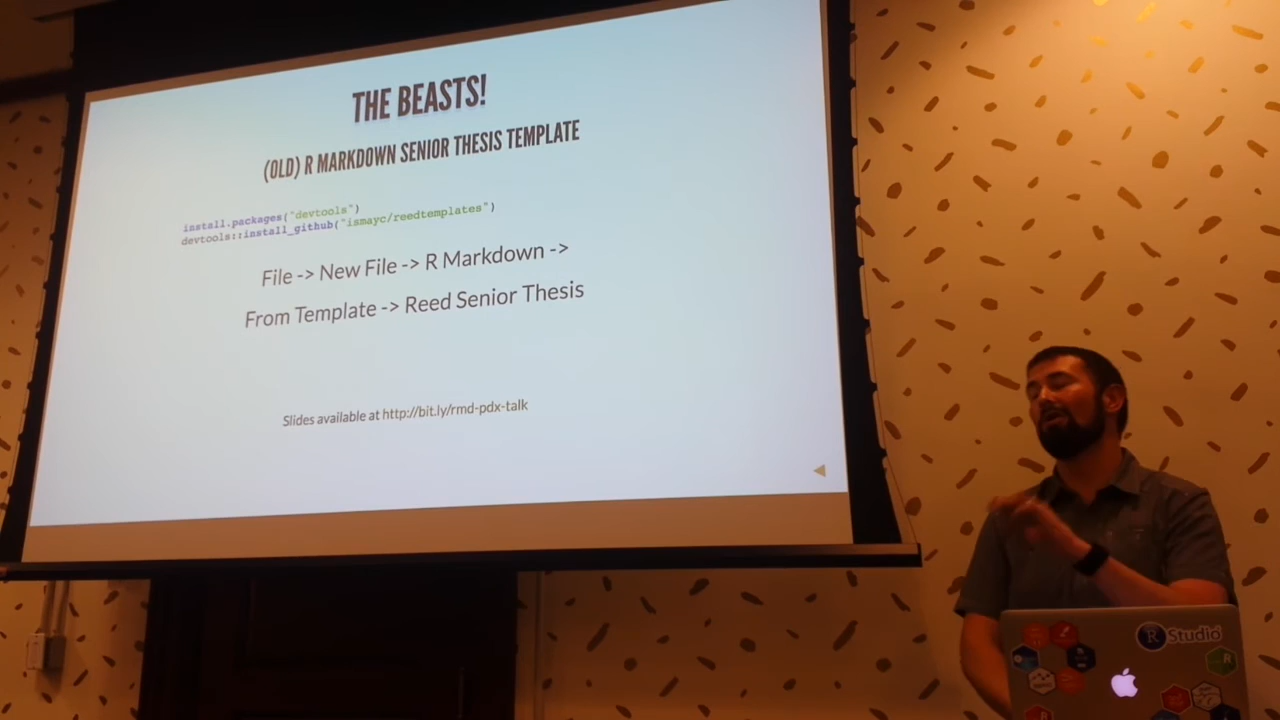 THE BEASTS!
(OLD) R MARKDOWN SENIOR THESIS TEMPLATE
install.packages("devtools")
devtools::install_github("ismayc/reedtemplates")
File -> New File -> R Markdown ->
From Template -> Reed Senior Thesis
Slides available at http://bit.ly/rmd-pdx-talk
R Studio